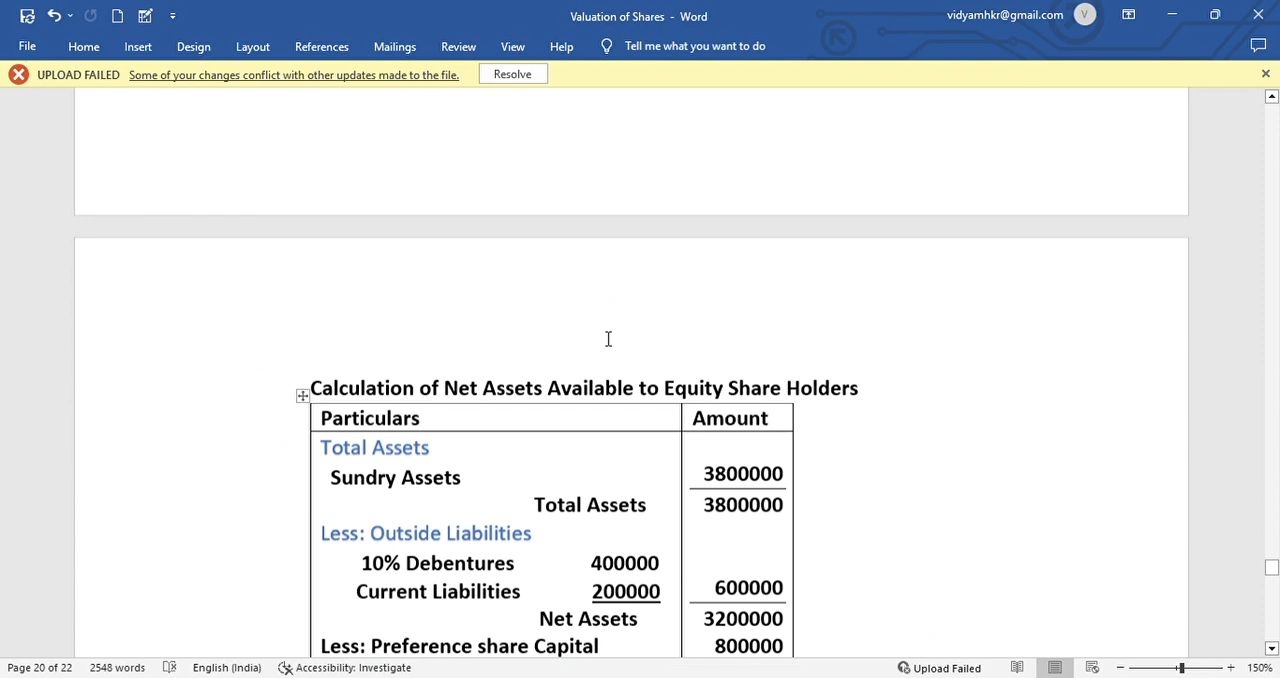 Valuation of Shares - Word
vidyamhkr@gmail.com V
File Home Insert Design Layout References Mailings Review View Help Tell me what you want to do
UPLOAD FAILED Some of your changes conflict with other updates made to the file. Resolve
Calculation of Net Assets Available to Equity Share Holders
Particulars Amount
Total Assets
Sundry Assets 3800000
Total Assets 3800000
Less: Outside Liabilities
10% Debentures 400000
Current Liabilities 200000 600000
Net Assets 3200000
Less: Preference share Capital 800000
Page 20 of 22 2548 words English (India) Accessibility: Investigate Upload Failed 150%